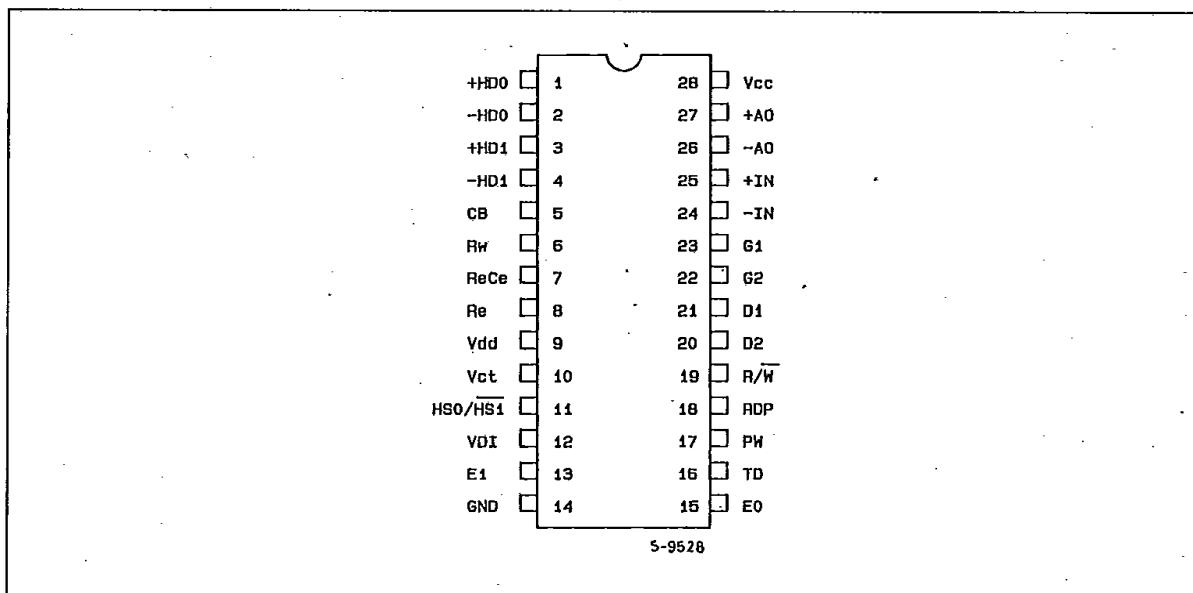 +HD0 1 28 Vcc
-HD0 2 27 +A0
+HD1 3 26 -A0
-HD1 4 25 +IN
CB 5 24 -IN
Rw 6 23 G1
ReCe 7 22 G2
Re 8 21 D1
Vdd 9 20 D2
Vct 10 19 R/W̅
HS0/H̅S̅1̅ 11 18 RDP
VDI 12 17 PW
E1 13 16 TD
GND 14 15 E0
S-9528